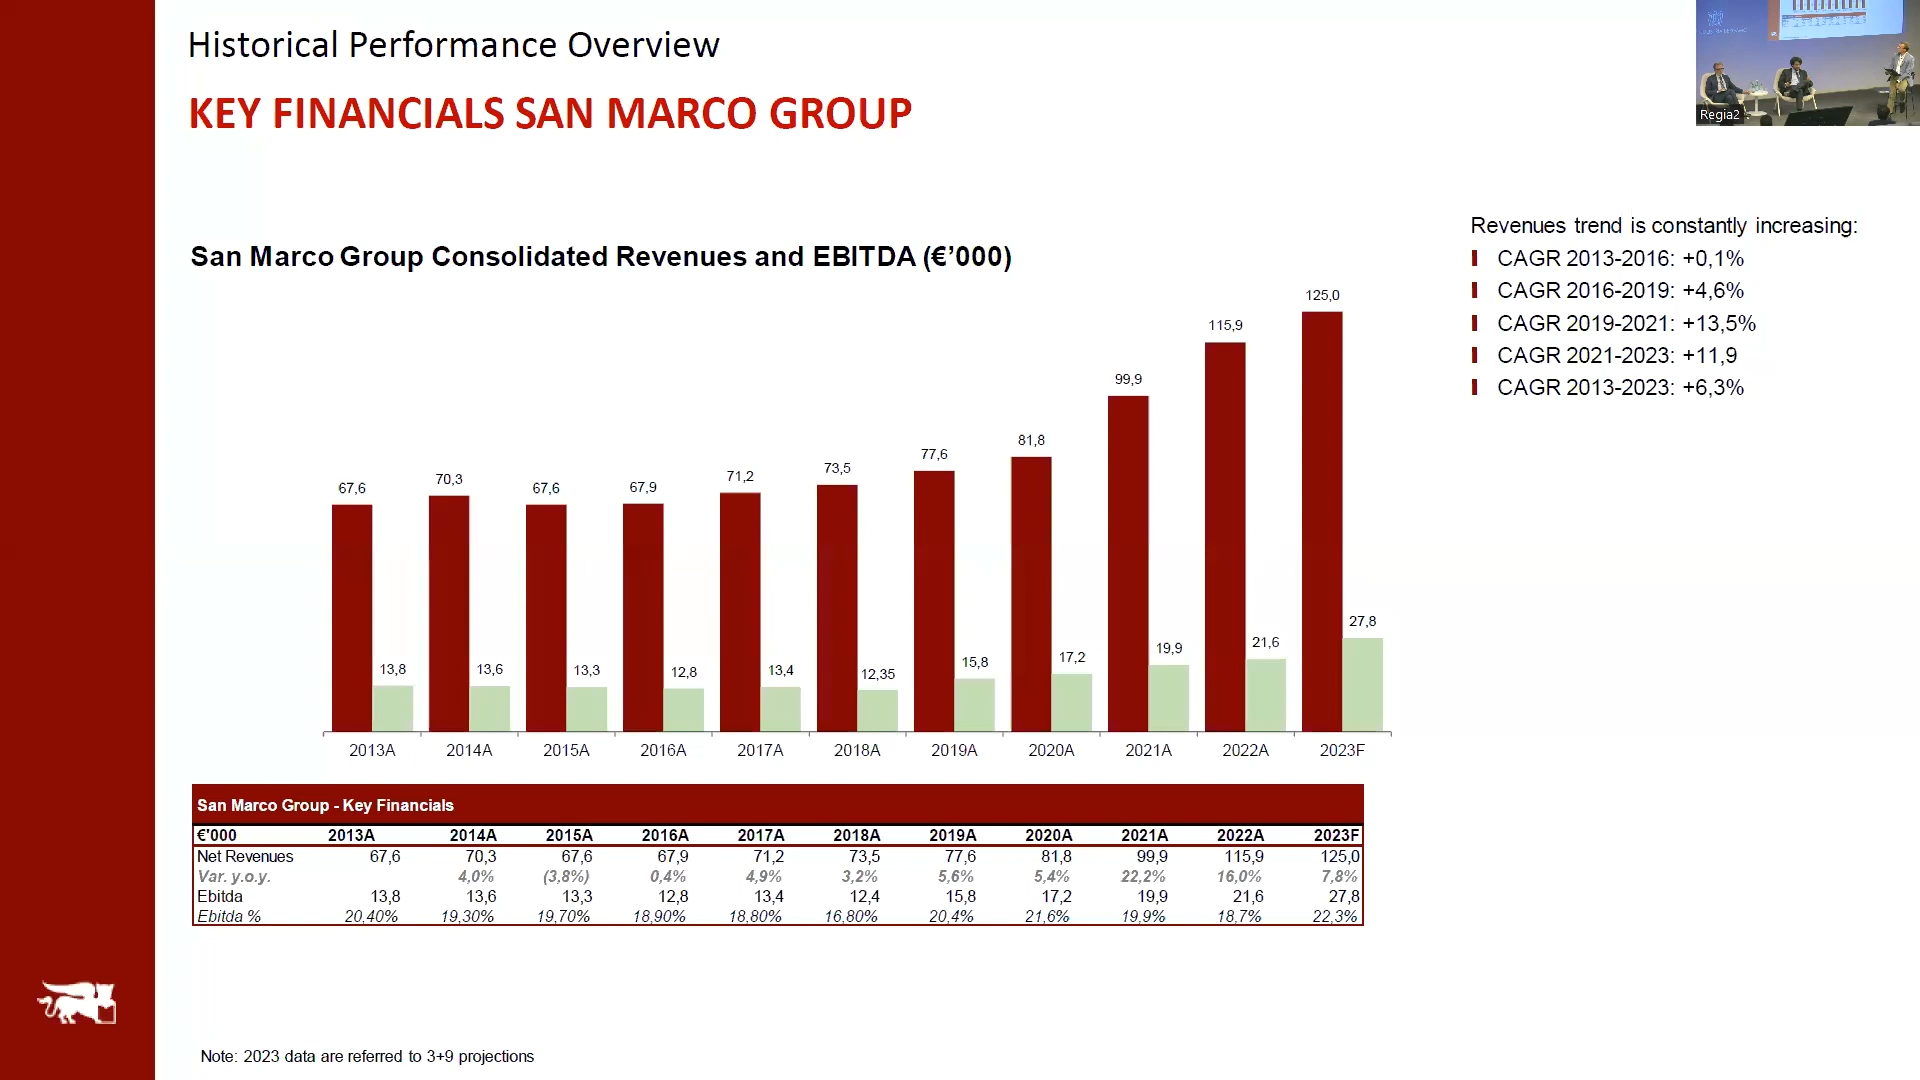 Historical Performance Overview
KEY FINANCIALS SAN MARCO GROUP
Regia2
San Marco Group Consolidated Revenues and EBITDA (€’000)
Revenues trend is constantly increasing:
CAGR 2013-2016: +0,1%
CAGR 2016-2019: +4,6%
CAGR 2019-2021: +13,5%
CAGR 2021-2023: +11,9
CAGR 2013-2023: +6,3%
67,6 70,3 67,6 67,9 71,2 73,5 77,6 81,8 99,9 115,9 125,0
13,8 13,6 13,3 12,8 13,4 12,35 15,8 17,2 19,9 21,6 27,8
2013A 2014A 2015A 2016A 2017A 2018A 2019A 2020A 2021A 2022A 2023F
San Marco Group - Key Financials
€'000 2013A 2014A 2015A 2016A 2017A 2018A 2019A 2020A 2021A 2022A 2023F
Net Revenues 67,6 70,3 67,6 67,9 71,2 73,5 77,6 81,8 99,9 115,9 125,0
Var. y.o.y. 4,0% (3,8%) 0,4% 4,9% 3,2% 5,6% 5,4% 22,2% 16,0% 7,8%
Ebitda 13,8 13,6 13,3 12,8 13,4 12,4 15,8 17,2 19,9 21,6 27,8
Ebitda % 20,40% 19,30% 19,70% 18,90% 18,80% 16,80% 20,4% 21,6% 19,9% 18,7% 22,3%
Note: 2023 data are referred to 3+9 projections